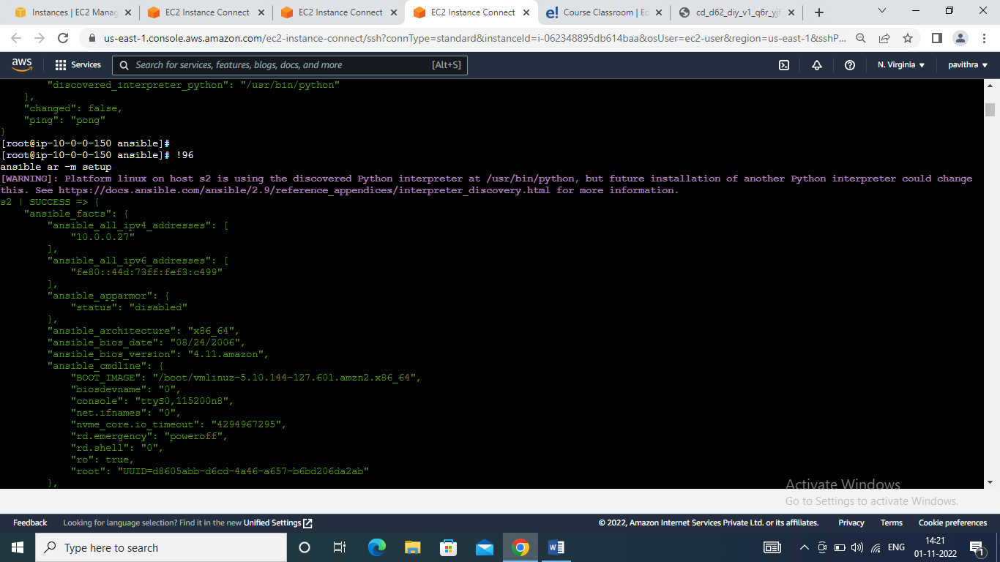 Instances | EC2 Manag
EC2 Instance Connect
EC2 Instance Connect
EC2 Instance Connect
e! Course Classroom | Ed
cd_d62_diy_v1_q6r_yjf
us-east-1.console.aws.amazon.com/ec2-instance-connect/ssh?connType=standard&instanceId=i-062348895db614baa&osUser=ec2-user&region=us-east-1&sshP...
aws
Services
Search for services, features, blogs, docs, and more [Alt+S]
N. Virginia
pavithra
"discovered_interpreter_python": "/usr/bin/python"
},
"changed": false,
"ping": "pong"
}
[root@ip-10-0-0-150 ansible]#
[root@ip-10-0-0-150 ansible]# !96
ansible ar -m setup
[WARNING]: Platform linux on host s2 is using the discovered Python interpreter at /usr/bin/python, but future installation of another Python interpreter could change
this. See https://docs.ansible.com/ansible/2.9/reference_appendices/interpreter_discovery.html for more information.
s2 | SUCCESS => {
"ansible_facts": {
"ansible_all_ipv4_addresses": [
"10.0.0.27"
],
"ansible_all_ipv6_addresses": [
"fe80::44d:73ff:fef3:c499"
],
"ansible_apparmor": {
"status": "disabled"
},
"ansible_architecture": "x86_64",
"ansible_bios_date": "08/24/2006",
"ansible_bios_version": "4.11.amazon",
"ansible_cmdline": {
"BOOT_IMAGE": "/boot/vmlinuz-5.10.144-127.601.amzn2.x86_64",
"biosdevname": "0",
"console": "ttyS0,115200n8",
"net.ifnames": "0",
"nvme_core.io_timeout": "4294967295",
"rd.emergency": "poweroff",
"rd.shell": "0",
"ro": true,
"root": "UUID=d8605abb-d6cd-4a46-a657-b6bd206da2ab"
},
Activate Windows
Go to Settings to activate Windows.
Feedback Looking for language selection? Find it in the new Unified Settings © 2022, Amazon Internet Services Private Ltd. or its affiliates. Privacy Terms Cookie preferences
Type here to search
ENG
14:21
01-11-2022
1